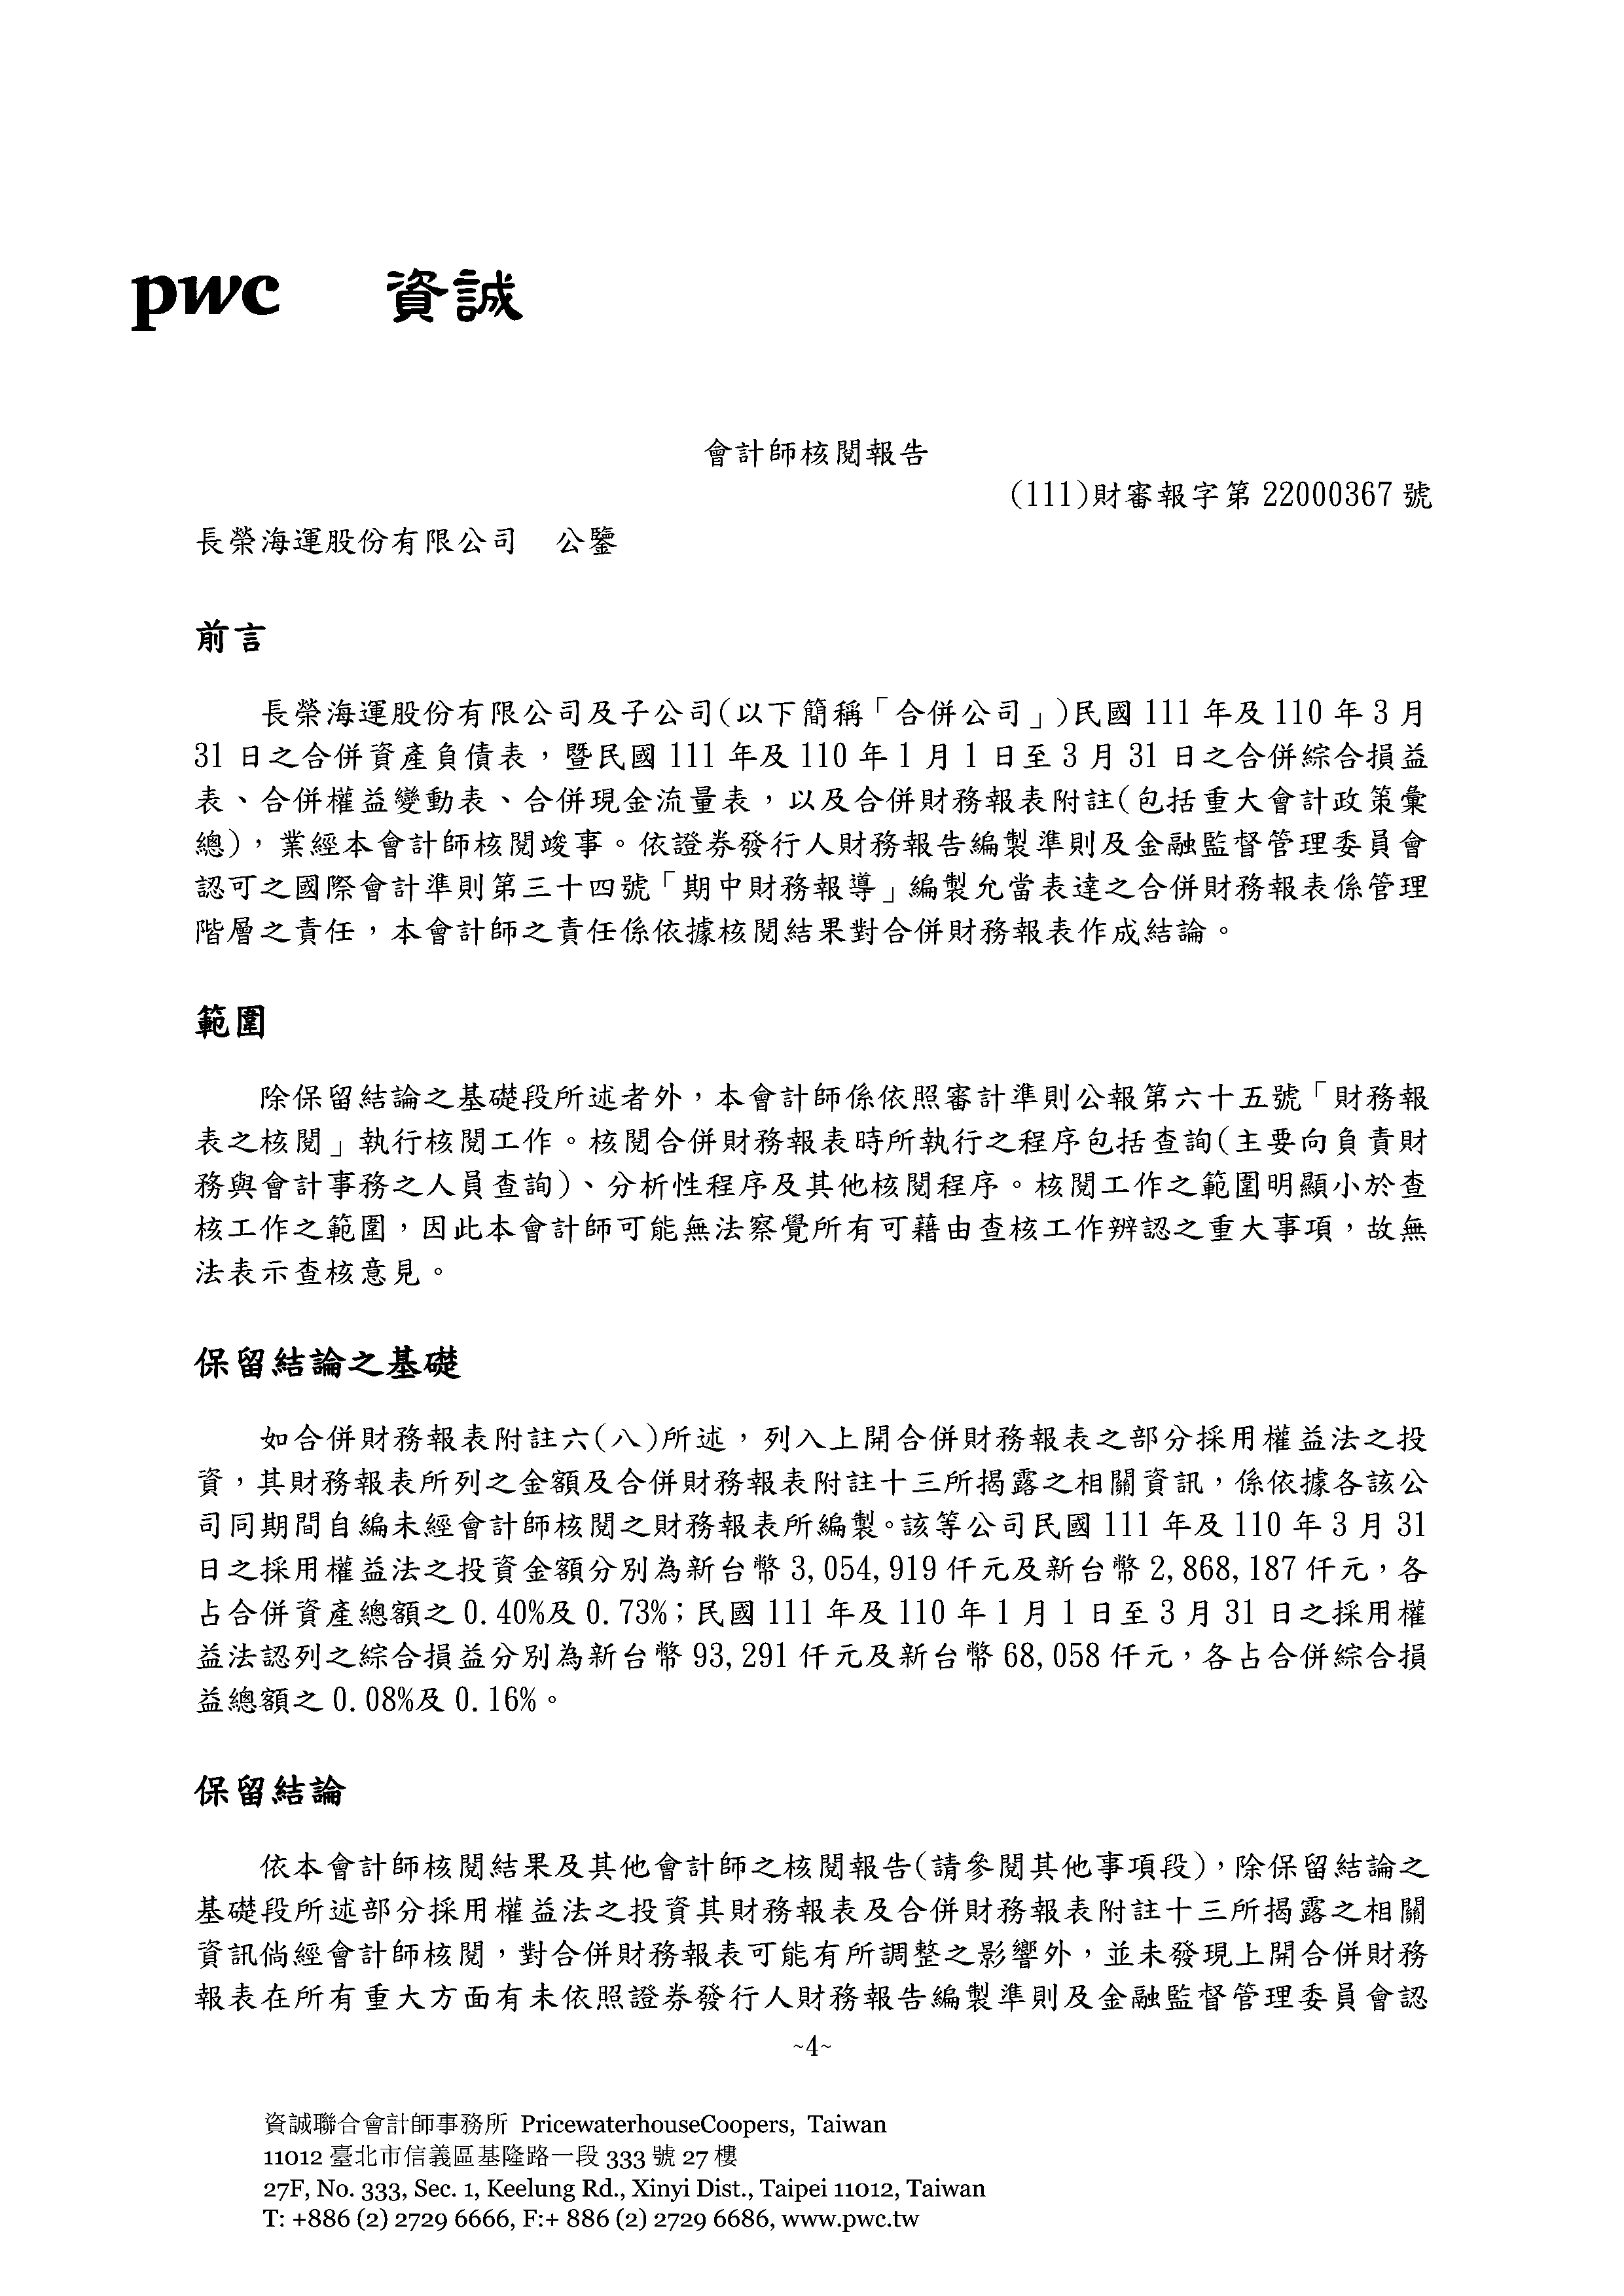 pwc 資誠
會計師核閱報告
(111)財審報字第 22000367 號
長榮海運股份有限公司 公鑒
前言
長榮海運股份有限公司及子公司(以下簡稱「合併公司」)民國 111 年及 110 年 3 月
31 日之合併資產負債表，暨民國 111 年及 110 年 1 月 1 日至 3 月 31 日之合併綜合損益
表、合併權益變動表、合併現金流量表，以及合併財務報表附註(包括重大會計政策彙
總)，業經本會計師核閱竣事。依證券發行人財務報告編製準則及金融監督管理委員會
認可之國際會計準則第三十四號「期中財務報導」編製允當表達之合併財務報表係管理
階層之責任，本會計師之責任係依據核閱結果對合併財務報表作成結論。
範圍
除保留結論之基礎段所述者外，本會計師係依照審計準則公報第六十五號「財務報
表之核閱」執行核閱工作。核閱合併財務報表時所執行之程序包括查詢(主要向負責財
務與會計事務之人員查詢)、分析性程序及其他核閱程序。核閱工作之範圍明顯小於查
核工作之範圍，因此本會計師可能無法察覺所有可藉由查核工作辨認之重大事項，故無
法表示查核意見。
保留結論之基礎
如合併財務報表附註六(八)所述，列入上開合併財務報表之部分採用權益法之投
資，其財務報表所列之金額及合併財務報表附註十三所揭露之相關資訊，係依據各該公
司同期間自編未經會計師核閱之財務報表所編製。該等公司民國 111 年及 110 年 3 月 31
日之採用權益法之投資金額分別為新台幣 3,054,919 仟元及新台幣 2,868,187 仟元，各
占合併資產總額之 0.40%及 0.73%；民國 111 年及 110 年 1 月 1 日至 3 月 31 日之採用權
益法認列之綜合損益分別為新台幣 93,291 仟元及新台幣 68,058 仟元，各占合併綜合損
益總額之 0.08%及 0.16%。
保留結論
依本會計師核閱結果及其他會計師之核閱報告(請參閱其他事項段)，除保留結論之
基礎段所述部分採用權益法之投資其財務報表及合併財務報表附註十三所揭露之相關
資訊倘經會計師核閱，對合併財務報表可能有所調整之影響外，並未發現上開合併財務
報表在所有重大方面有未依照證券發行人財務報告編製準則及金融監督管理委員會認
~4~
資誠聯合會計師事務所 PricewaterhouseCoopers, Taiwan
11012 臺北市信義區基隆路一段 333 號 27 樓
27F, No. 333, Sec. 1, Keelung Rd., Xinyi Dist., Taipei 11012, Taiwan
T: +886 (2) 2729 6666, F:+ 886 (2) 2729 6686, www.pwc.tw